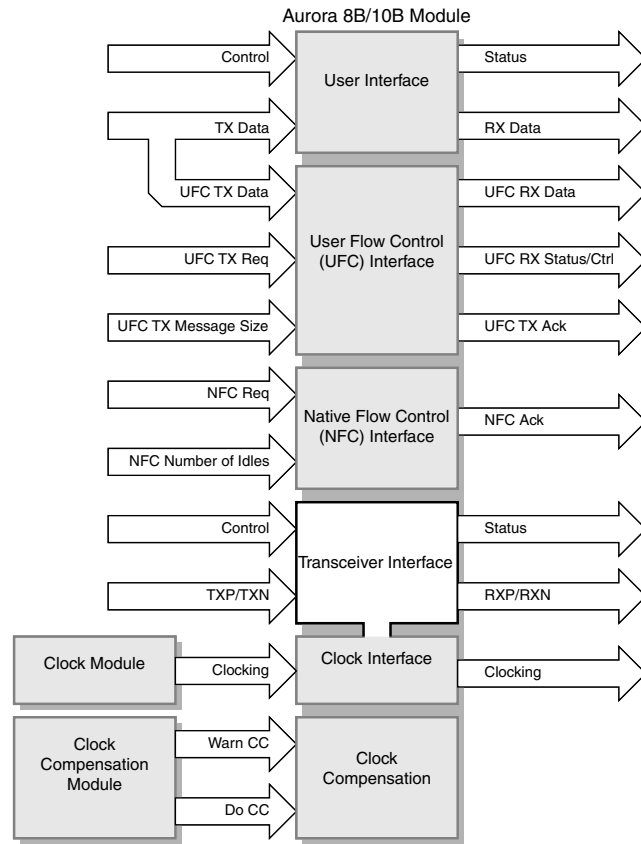 Aurora 8B/10B Module
Control
User Interface
Status
TX Data
RX Data
UFC TX Data
UFC RX Data
UFC TX Req
User Flow Control
(UFC) Interface
UFC RX Status/Ctrl
UFC TX Message Size
UFC TX Ack
NFC Req
Native Flow Control
(NFC) Interface
NFC Ack
NFC Number of Idles
Control
Status
Transceiver Interface
TXP/TXN
RXP/RXN
Clock Module
Clocking
Clock Interface
Clocking
Clock
Compensation
Module
Warn CC
Do CC
Clock
Compensation